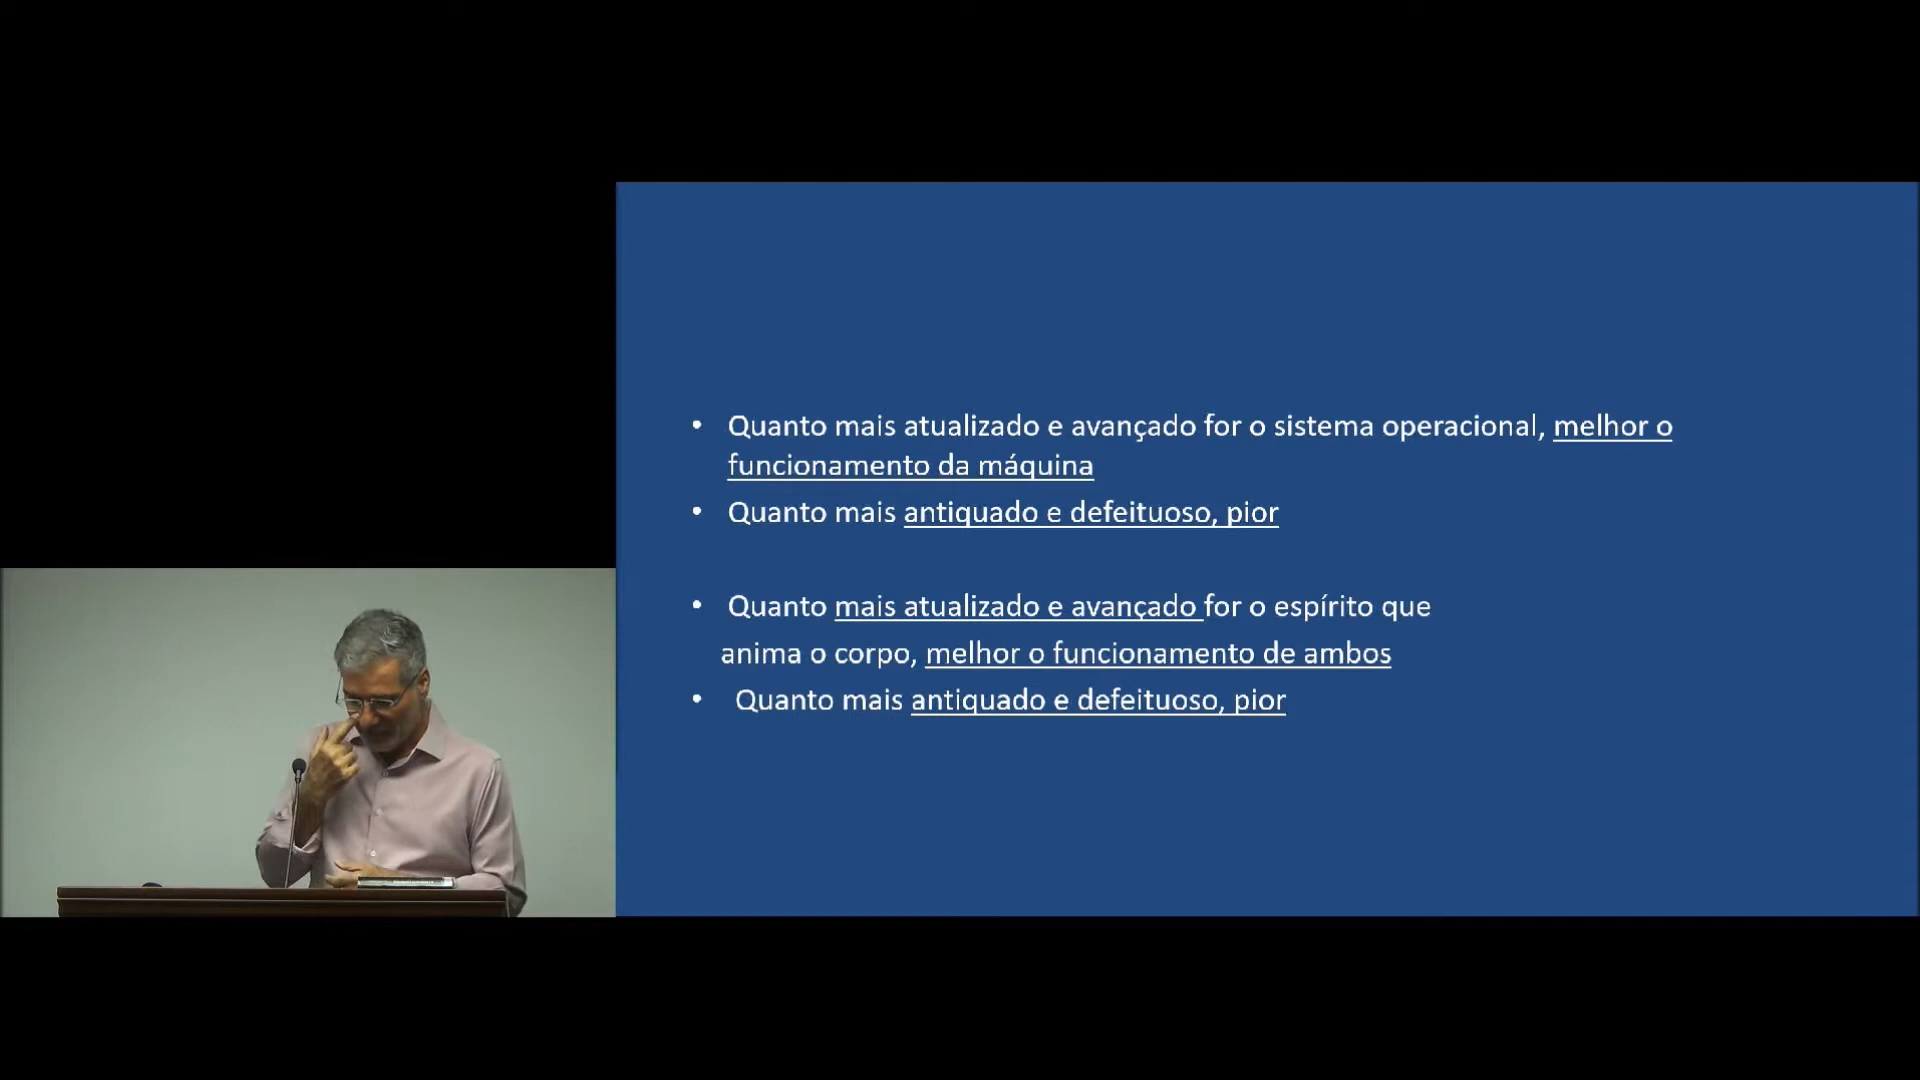 • Quanto mais atualizado e avançado for o sistema operacional, melhor o
funcionamento da máquina
• Quanto mais antiquado e defeituoso, pior
• Quanto mais atualizado e avançado for o espírito que
anima o corpo, melhor o funcionamento de ambos
• Quanto mais antiquado e defeituoso, pior